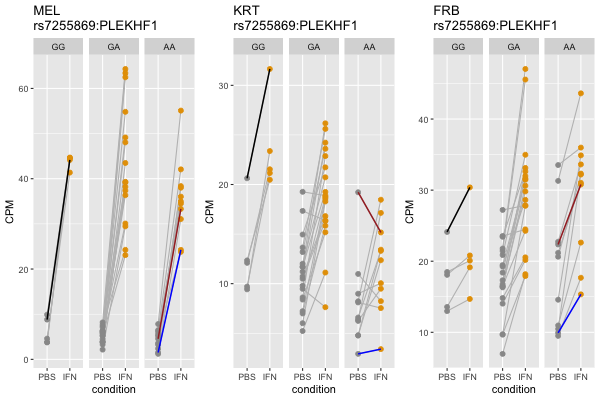 MEL
rs7255869:PLEKHF1
GG GA AA
CPM
60
40
20
0
PBS IFN PBS IFN PBS IFN
condition
KRT
rs7255869:PLEKHF1
GG GA AA
CPM
30
20
10
PBS IFN PBS IFN PBS IFN
condition
FRB
rs7255869:PLEKHF1
GG GA AA
CPM
40
30
20
10
PBS IFN PBS IFN PBS IFN
condition